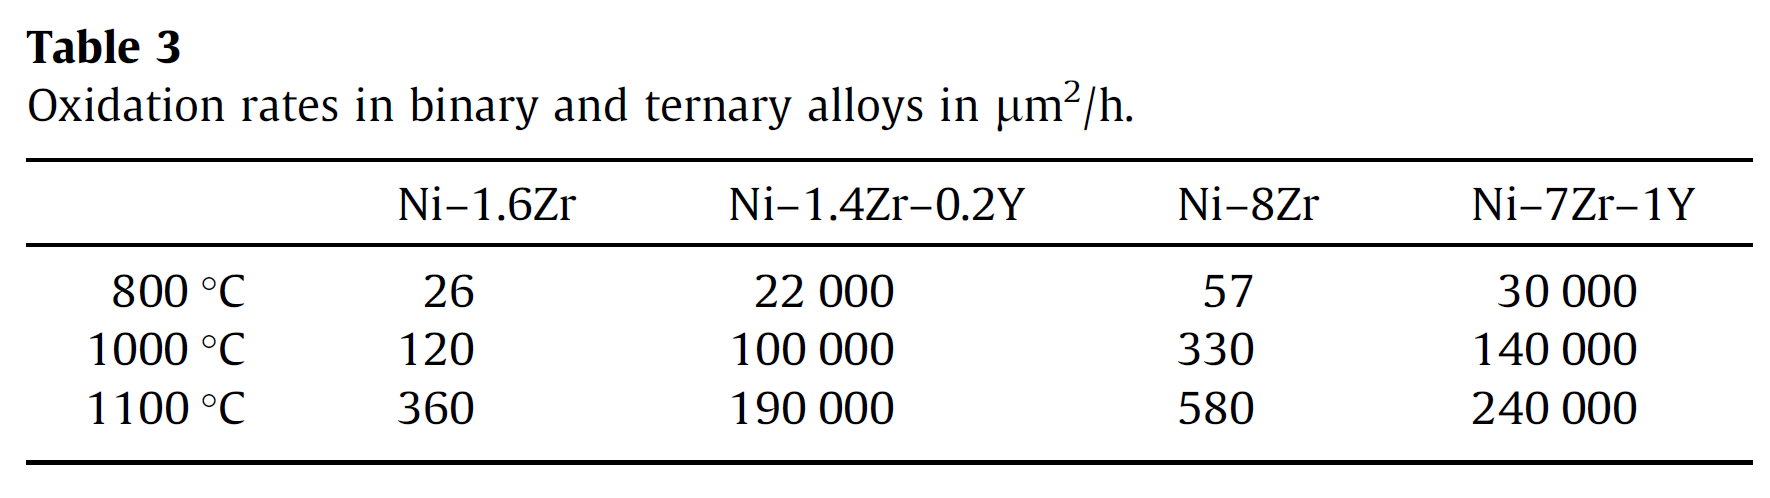 Table 3
Oxidation rates in binary and ternary alloys in μm²/h.
Ni–1.6Zr Ni–1.4Zr–0.2Y Ni–8Zr Ni–7Zr–1Y
800 °C 26 22 000 57 30 000
1000 °C 120 100 000 330 140 000
1100 °C 360 190 000 580 240 000